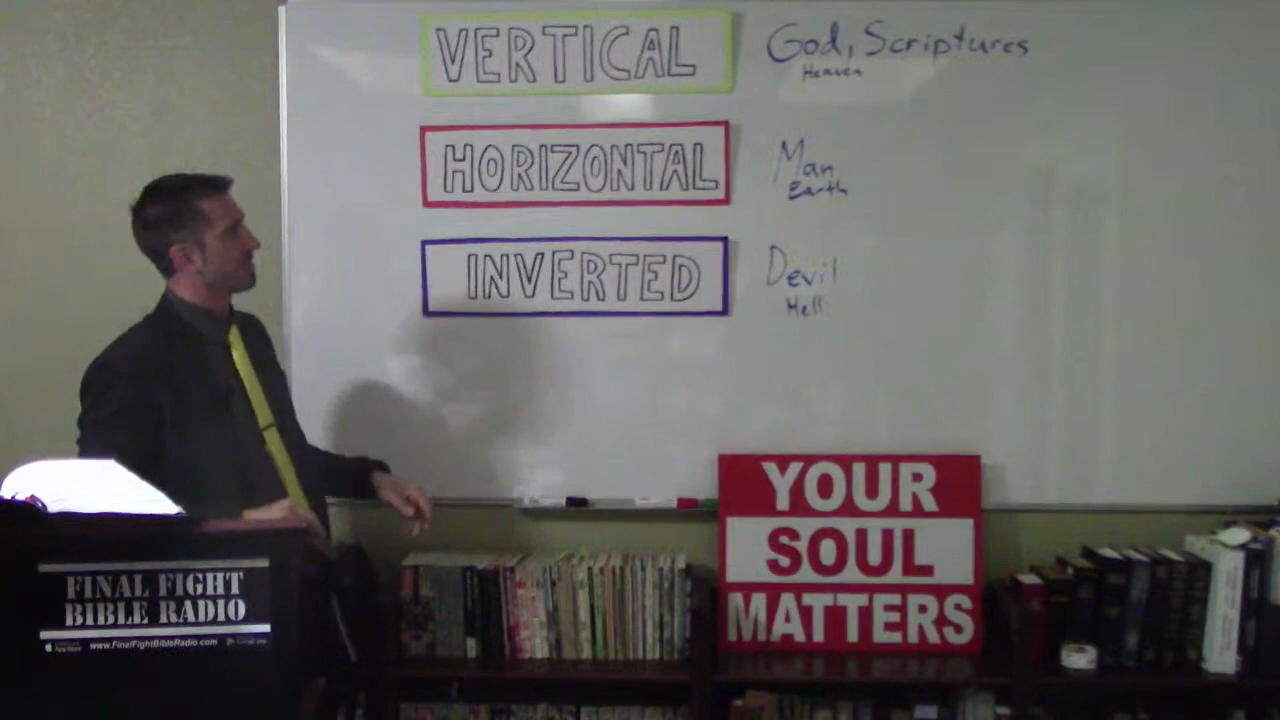 VERTICAL
God, Scriptures
Heaven
HORIZONTAL
Man
Earth
INVERTED
Devil
Hell
YOUR
SOUL
MATTERS
FINAL FIGHT
BIBLE RADIO
www.FinalFightBibleRadio.com